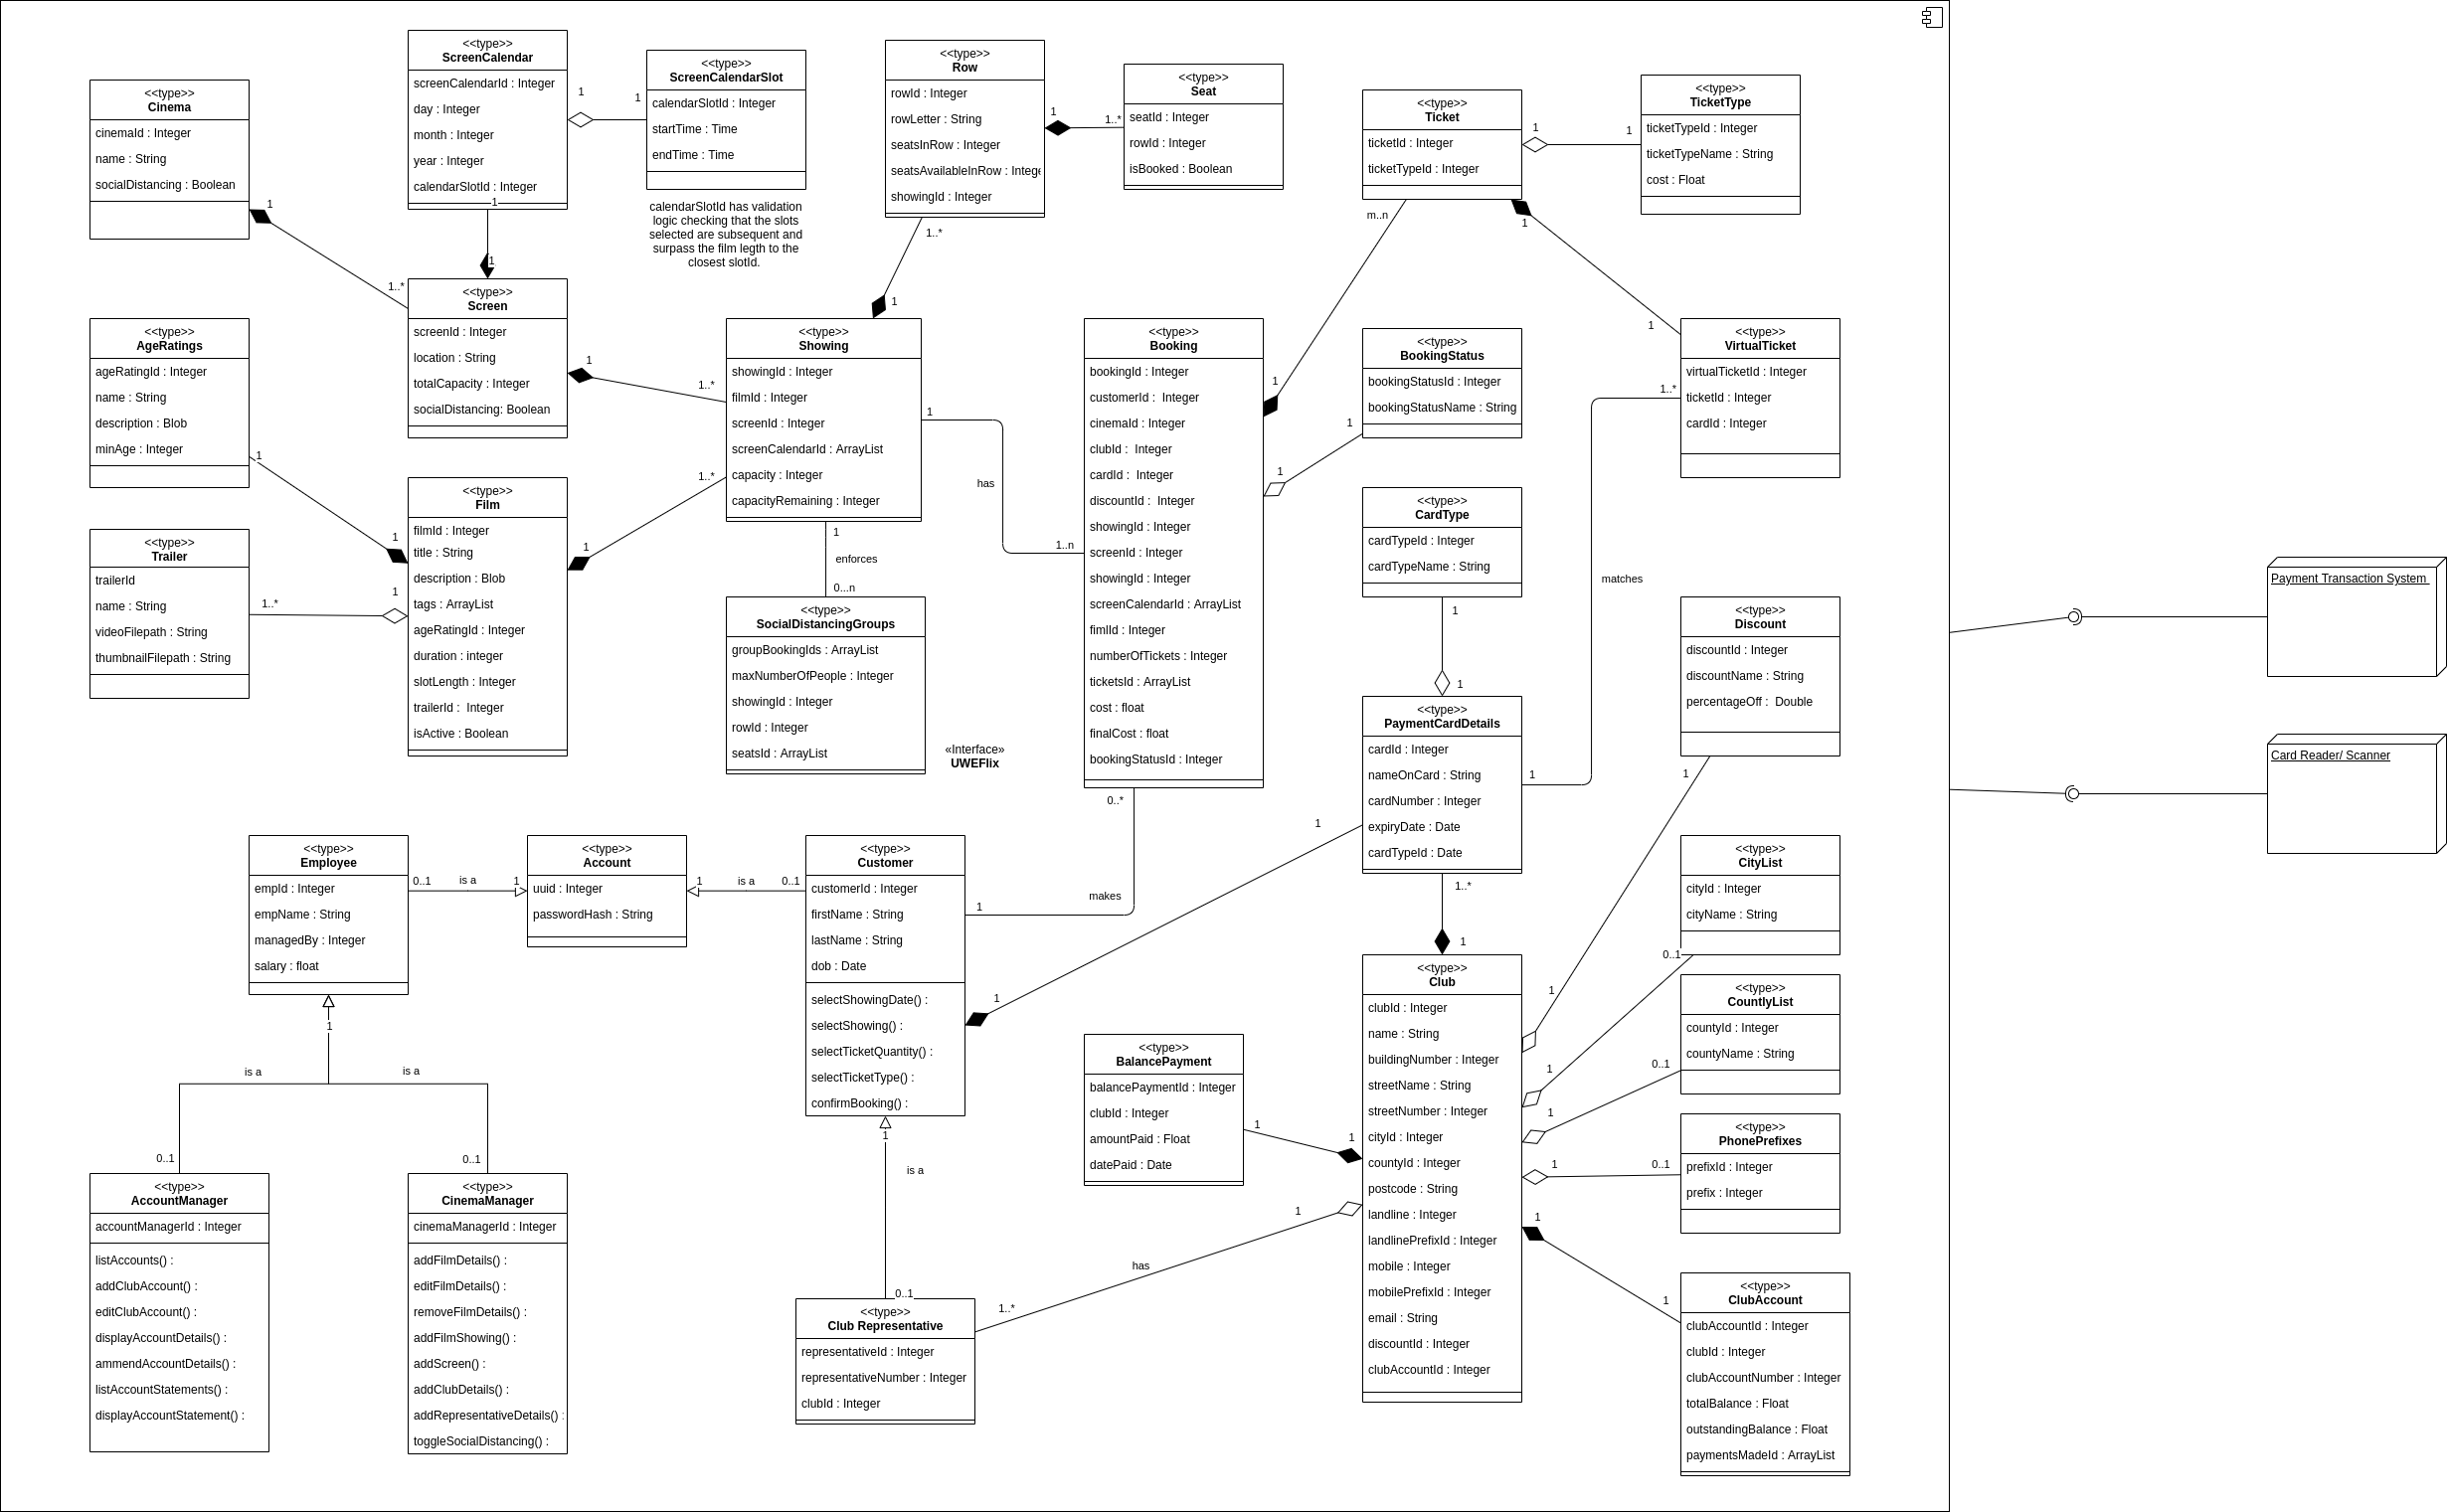 <<type>>
ScreenCalendar
screenCalendarId : Integer
day : Integer
month : Integer
year : Integer
calendarSlotId : Integer
1
1
<<type>>
ScreenCalendarSlot
calendarSlotId : Integer
startTime : Time
endTime : Time
calendarSlotId has validation
logic checking that the slots
selected are subsequent and
surpass the film legth to the
closest slotId.
<<type>>
Row
rowId : Integer
rowLetter : String
seatsInRow : Integer
seatsAvailableInRow : Intege
showingId : Integer
1
1..*
<<type>>
Seat
seatId : Integer
rowId : Integer
isBooked : Boolean
<<type>>
Ticket
ticketId : Integer
ticketTypeId : Integer
1
1
<<type>>
TicketType
ticketTypeId : Integer
ticketTypeName : String
cost : Float
<<type>>
Cinema
cinemaId : Integer
name : String
socialDistancing : Boolean
1
1..*
1
1
<<type>>
Screen
screenId : Integer
location : String
totalCapacity : Integer
socialDistancing: Boolean
1
1..*
1..*
1
<<type>>
Showing
showingId : Integer
filmId : Integer
screenId : Integer
screenCalendarId : ArrayList
capacity : Integer
capacityRemaining : Integer
1
has
1..n
<<type>>
Booking
bookingId : Integer
customerId :  Integer
cinemaId : Integer
clubId :  Integer
cardId :  Integer
discountId :  Integer
showingId : Integer
screenId : Integer
showingId : Integer
screenCalendarId : ArrayList
fimlId : Integer
numberOfTickets : Integer
ticketsId : ArrayList
cost : float
finalCost : float
bookingStatusId : Integer
m..n
1
1
1
<<type>>
BookingStatus
bookingStatusId : Integer
bookingStatusName : String
1
1
<<type>>
VirtualTicket
virtualTicketId : Integer
ticketId : Integer
cardId : Integer
1..*
matches
1
<<type>>
AgeRatings
ageRatingId : Integer
name : String
description : Blob
minAge : Integer
1
1
<<type>>
Trailer
trailerId
name : String
videoFilepath : String
thumbnailFilepath : String
1..*
1
<<type>>
Film
filmId : Integer
title : String
description : Blob
tags : ArrayList
ageRatingId : Integer
duration : integer
slotLength : Integer
trailerId :  Integer
isActive : Boolean
1
1..*
1
enforces
0...n
<<type>>
SocialDistancingGroups
groupBookingIds : ArrayList
maxNumberOfPeople : Integer
showingId : Integer
rowId : Integer
seatsId : ArrayList
«Interface»
UWEFlix
<<type>>
CardType
cardTypeId : Integer
cardTypeName : String
1
1
<<type>>
PaymentCardDetails
cardId : Integer
nameOnCard : String
cardNumber : Integer
expiryDate : Date
cardTypeId : Date
1..*
1
<<type>>
Discount
discountId : Integer
discountName : String
percentageOff :  Double
1
1
Payment Transaction System
Card Reader/ Scanner
<<type>>
Employee
empId : Integer
empName : String
managedBy : Integer
salary : float
0..1
is a
1
<<type>>
Account
uuid : Integer
passwordHash : String
1
is a
0..1
<<type>>
Customer
customerId : Integer
firstName : String
lastName : String
dob : Date
selectShowingDate() :
selectShowing() :
selectTicketQuantity() :
selectTicketType() :
confirmBooking() :
0..*
makes
1
1
1
<<type>>
CityList
cityId : Integer
cityName : String
0..1
1
<<type>>
CountlyList
countyId : Integer
countyName : String
0..1
1
<<type>>
PhonePrefixes
prefixId : Integer
prefix : Integer
0..1
1
<<type>>
Club
clubId : Integer
name : String
buildingNumber : Integer
streetName : String
streetNumber : Integer
cityId : Integer
countyId : Integer
postcode : String
landline : Integer
landlinePrefixId : Integer
mobile : Integer
mobilePrefixId : Integer
email : String
discountId : Integer
clubAccountId : Integer
<<type>>
BalancePayment
balancePaymentId : Integer
clubId : Integer
amountPaid : Float
datePaid : Date
1
1
1
is a
is a
0..1
0..1
<<type>>
AccountManager
accountManagerId : Integer
listAccounts() :
addClubAccount() :
editClubAccount() :
displayAccountDetails() :
ammendAccountDetails() :
listAccountStatements() :
displayAccountStatement() :
<<type>>
CinemaManager
cinemaManagerId : Integer
addFilmDetails() :
editFilmDetails() :
removeFilmDetails() :
addFilmShowing() :
addScreen() :
addClubDetails() :
addRepresentativeDetails() :
toggleSocialDistancing() :
1
is a
0..1
<<type>>
Club Representative
representativeId : Integer
representativeNumber : Integer
clubId : Integer
1..*
has
1
1
1
<<type>>
ClubAccount
clubAccountId : Integer
clubId : Integer
clubAccountNumber : Integer
totalBalance : Float
outstandingBalance : Float
paymentsMadeId : ArrayList